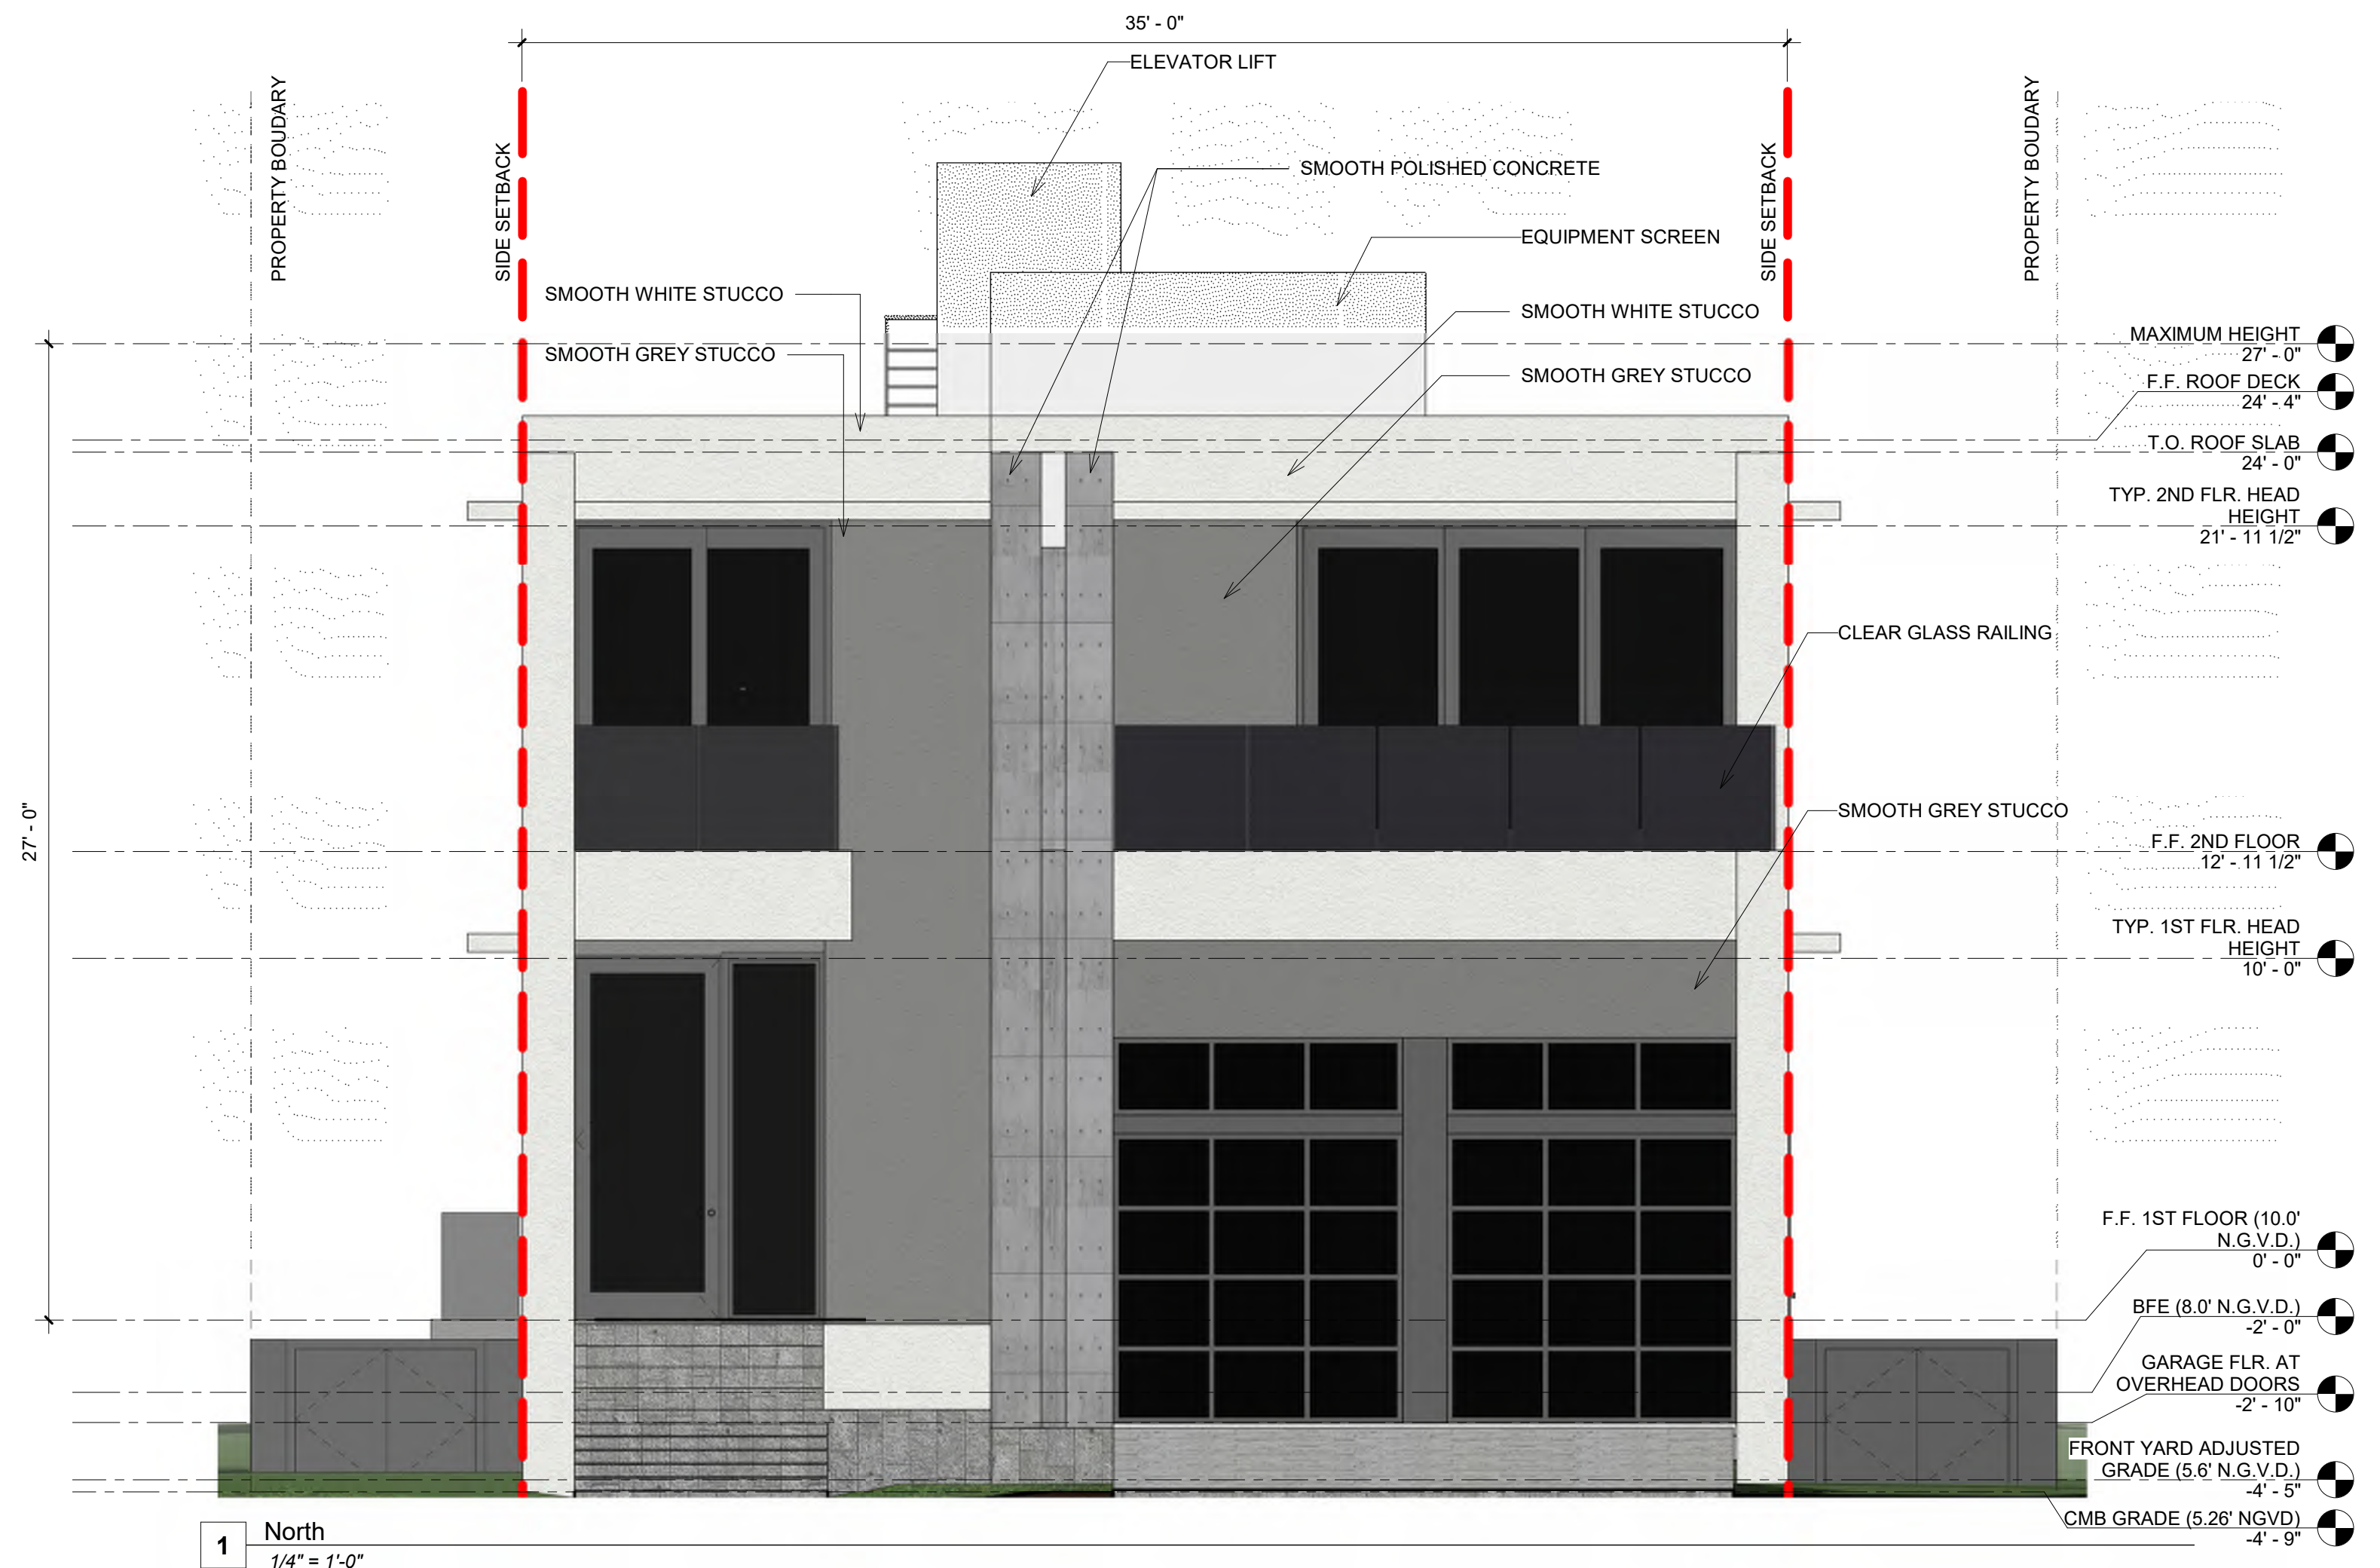 35' - 0"
ELEVATOR LIFT
PROPERTY BOUDARY
SIDE SETBACK
SMOOTH POLISHED CONCRETE
SIDE SETBACK
PROPERTY BOUDARY
EQUIPMENT SCREEN
SMOOTH WHITE STUCCO
SMOOTH WHITE STUCCO
SMOOTH GREY STUCCO
SMOOTH GREY STUCCO
MAXIMUM HEIGHT
27' - 0"
F.F. ROOF DECK
24' - 4"
T.O. ROOF SLAB
24' - 0"
TYP. 2ND FLR. HEAD
HEIGHT
21' - 11 1/2"
CLEAR GLASS RAILING
27' - 0"
SMOOTH GREY STUCCO
F.F. 2ND FLOOR
12' - 11 1/2"
TYP. 1ST FLR. HEAD
HEIGHT
10' - 0"
F.F. 1ST FLOOR (10.0'
N.G.V.D.)
0' - 0"
BFE (8.0' N.G.V.D.)
-2' - 0"
GARAGE FLR. AT
OVERHEAD DOORS
-2' - 10"
FRONT YARD ADJUSTED
GRADE (5.6' N.G.V.D.)
-4' - 5"
CMB GRADE (5.26' NGVD)
-4' - 9"
1
North
1/4" = 1'-0"